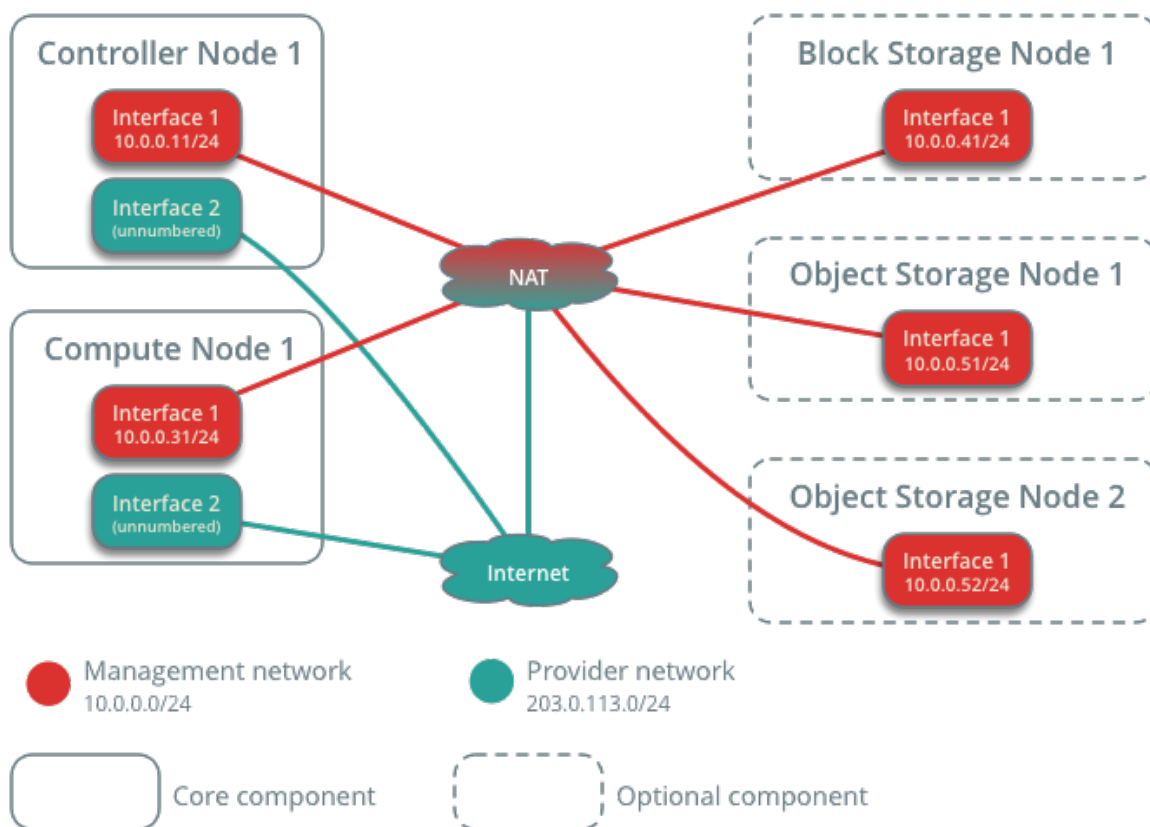 Controller Node 1
Interface 1
10.0.0.11/24
Interface 2
(unnumbered)
Compute Node 1
Interface 1
10.0.0.31/24
Interface 2
(unnumbered)
NAT
Internet
Block Storage Node 1
Interface 1
10.0.0.41/24
Object Storage Node 1
Interface 1
10.0.0.51/24
Object Storage Node 2
Interface 1
10.0.0.52/24
Management network
10.0.0.0/24
Provider network
203.0.113.0/24
Core component
Optional component